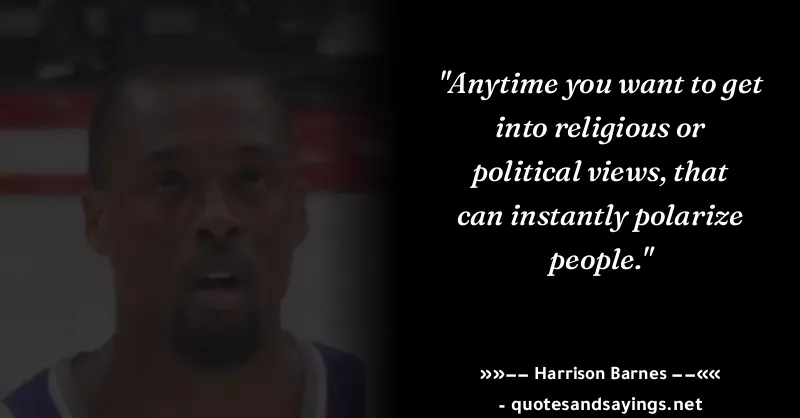 "Anytime you want to get
into religious or
political views, that
can instantly polarize
people."
»»–– Harrison Barnes ––««
- quotesandsayings.net